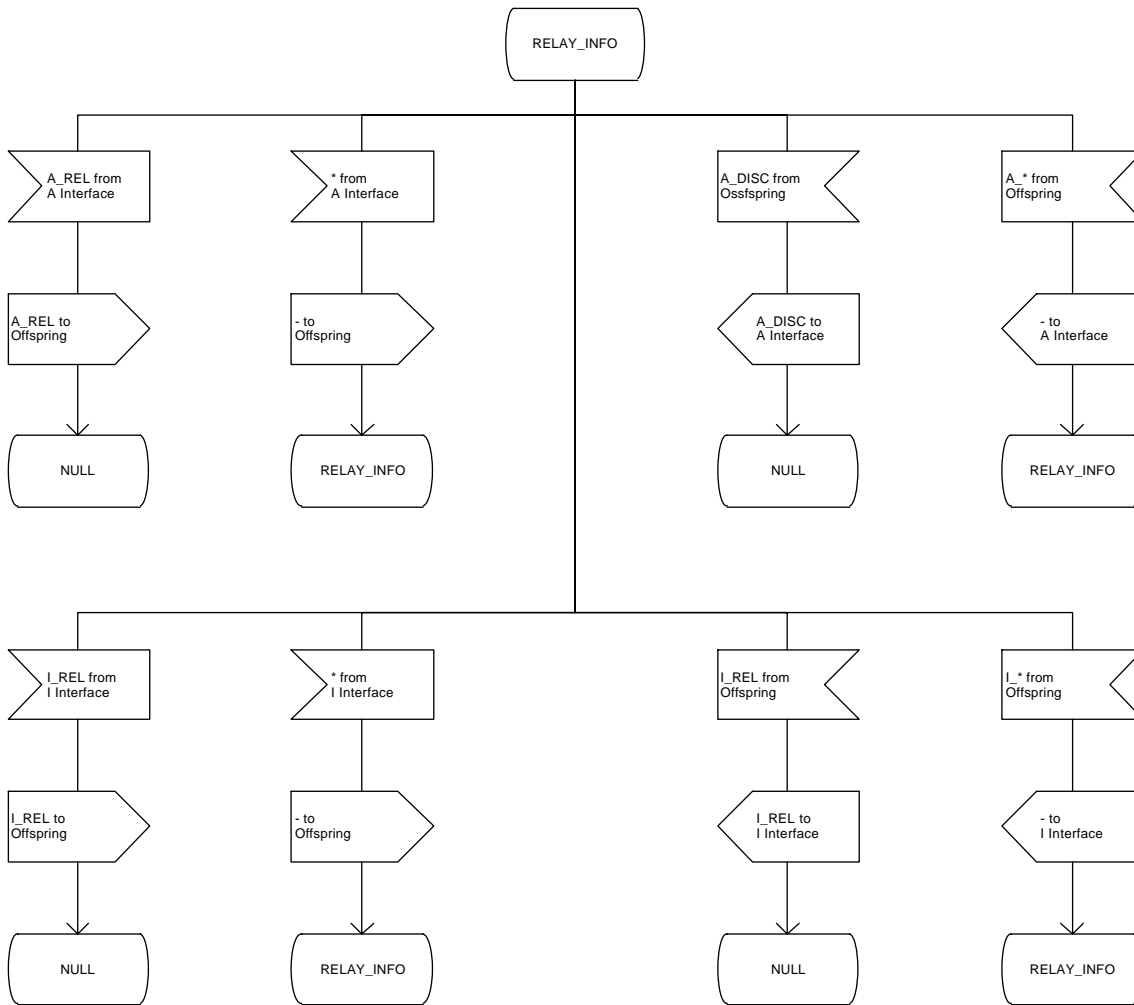 RELAY_INFO
A_REL from
A Interface
* from
A Interface
A_DISC from
Ossfspring
A_* from
Offspring
A_REL to
Offspring
- to
Offspring
A_DISC to
A Interface
- to
A Interface
NULL
RELAY_INFO
NULL
RELAY_INFO
I_REL from
I Interface
* from
I Interface
I_REL from
Offspring
I_* from
Offspring
I_REL to
Offspring
- to
Offspring
I_REL to
I Interface
- to
I Interface
NULL
RELAY_INFO
NULL
RELAY_INFO